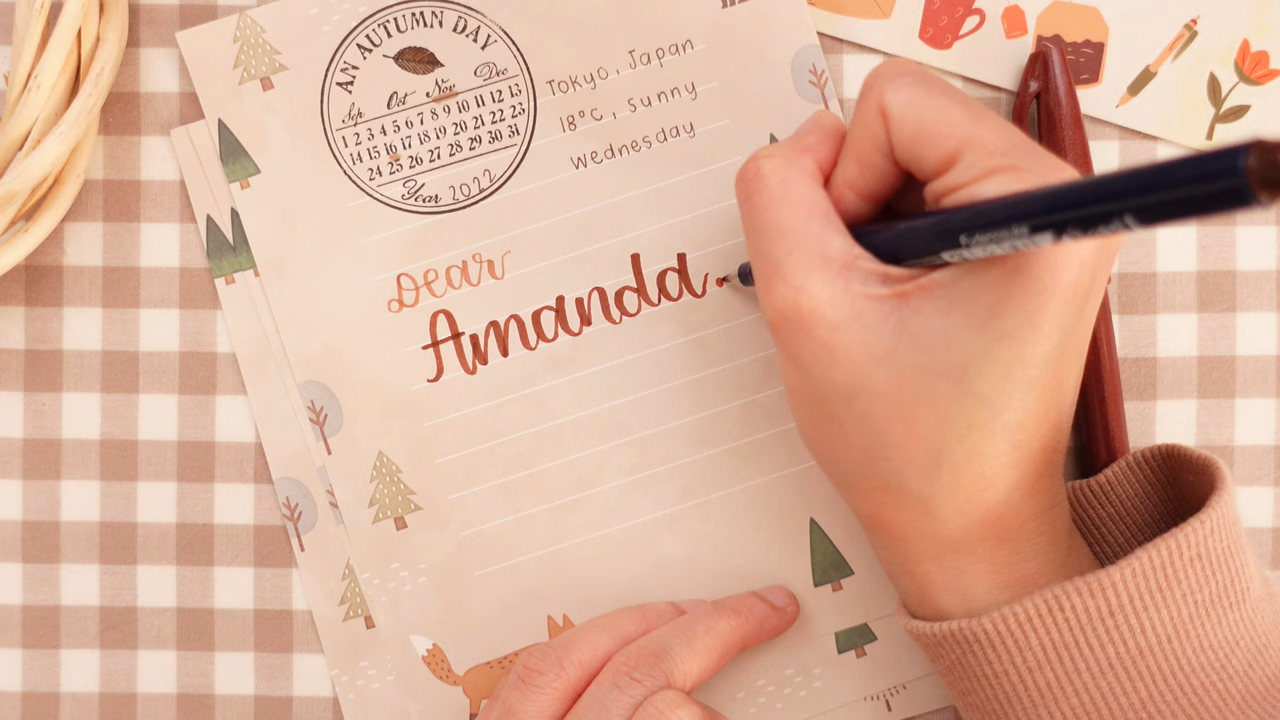 AN AUTUMN DAY
Sep Oct Nov Dec
1 2 3 4 5 6 7 8 9 10 11 12 13
14 15 16 17 18 19 20 21 22 23
24 25 26 27 28 29 30 31
Year 2022
Tokyo, Japan
18°C, Sunny
Wednesday
Dear
Amanda